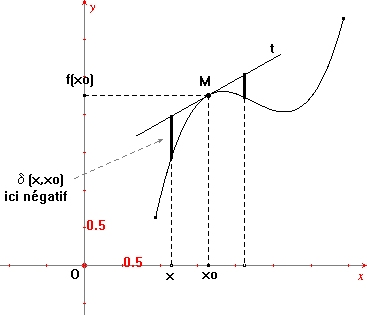 y
t
f(x0)
M
δ (x,x0)
ici négatif
0.5
O
0.5
x
x0
x